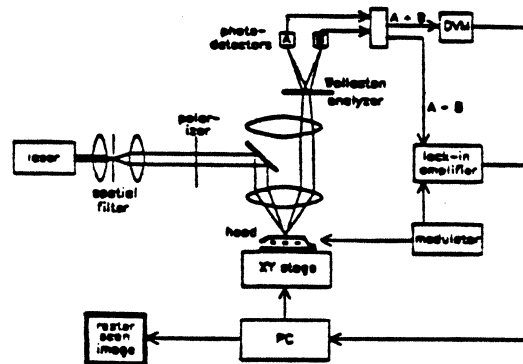 photo-
detectors
A
B
A + B
DVM
Wollaston
analyzer
A - B
polar-
izer
laser
spatial
filter
lock-in
amplifier
head
modulator
XY stage
PC
raster
scan
image